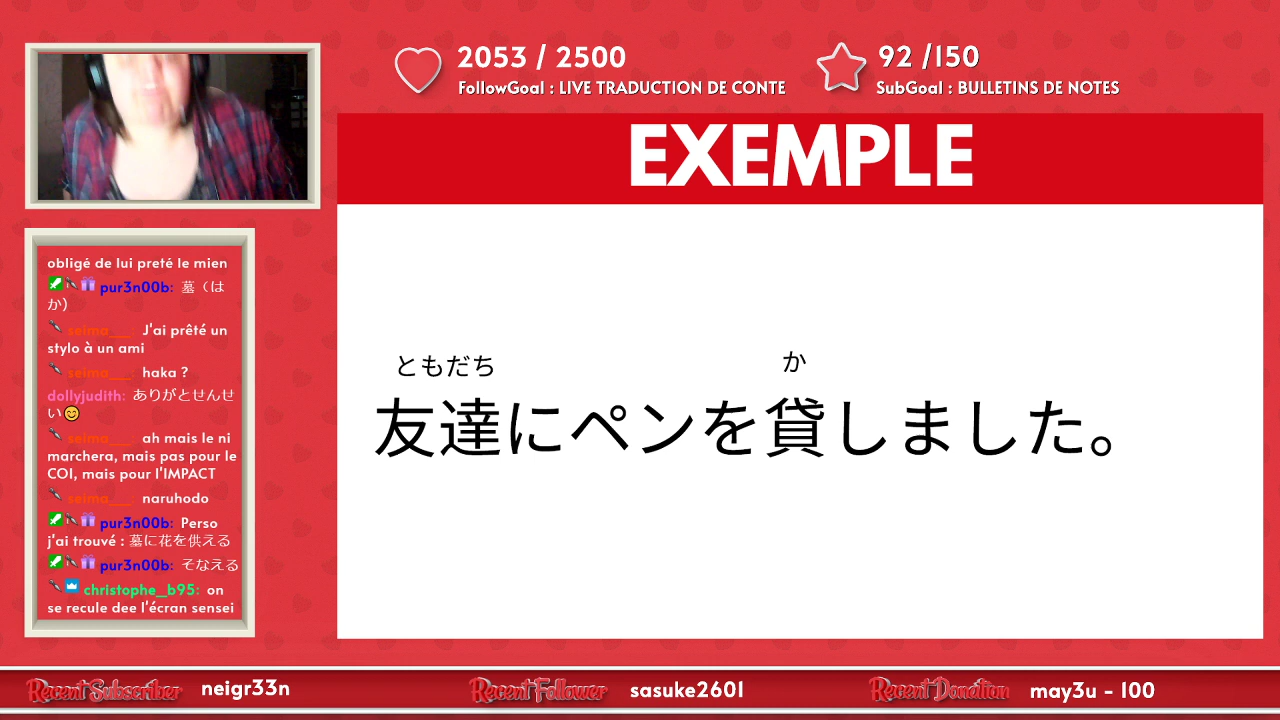 2053 / 2500
FollowGoal : LIVE TRADUCTION DE CONTE
92 /150
SubGoal : BULLETINS DE NOTES
EXEMPLE
ともだち か
友達にペンを貸しました。
obligé de lui preté le mien
pur3n00b: 墓（は
か）
seima___: J'ai prêté un
stylo à un ami
seima___: haka ?
dollyjudith: ありがとせんせ
い😊
seima___: ah mais le ni
marchera, mais pas pour le
COI, mais pour l'IMPACT
seima___: naruhodo
pur3n00b: Perso
j'ai trouvé : 墓に花を供える
pur3n00b: そなえる
christophe_b95: on
se recule dee l'écran sensei
Recent Subscriber neigr33n
Recent Follower sasuke2601
Recent Donation may3u - 100